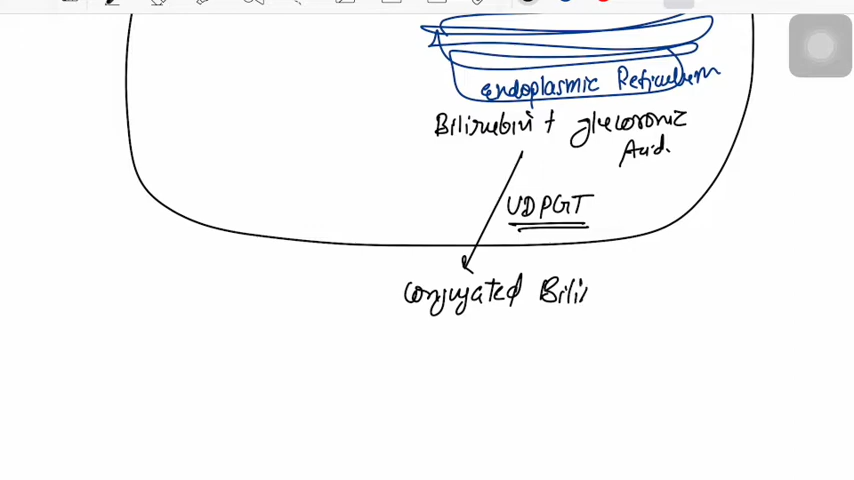 endoplasmic Reticulum
Bilirubin + glucoronic
Acid.
UDPGT
Conjugated Bili